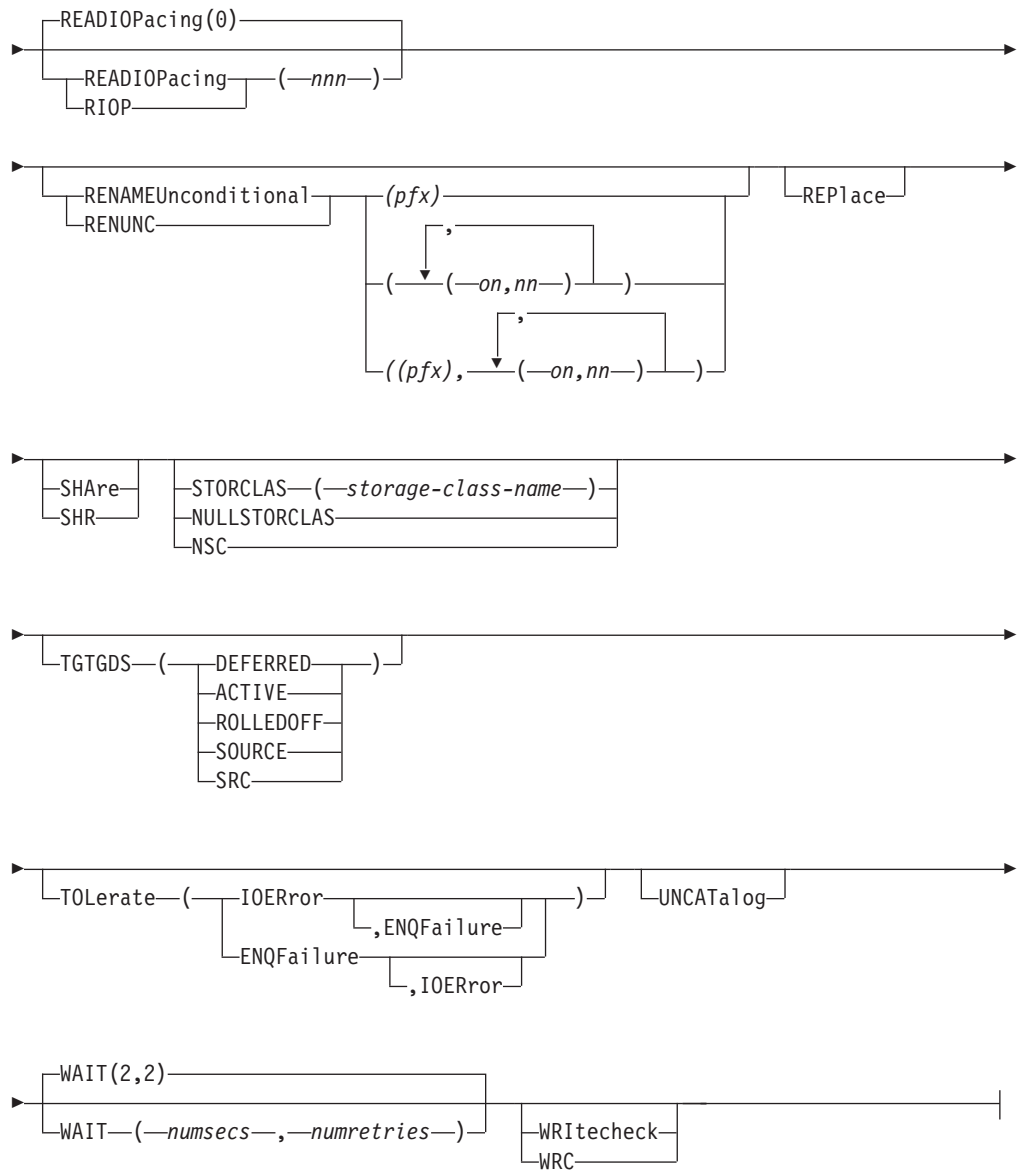 READIOPacing(0)
READIOPacing ( nnn )
RIOP
RENAMEUnconditional (pfx) REPlace
RENUNC
,
( ( on,nn ) )
,
((pfx), ( on,nn ) )
SHAre STORCLAS ( storage-class-name )
SHR NULLSTORCLAS
NSC
TGTGDS ( DEFERRED )
ACTIVE
ROLLEDOFF
SOURCE
SRC
TOLerate ( IOERror ) UNCATalog
,ENQFailure
ENQFailure
,IOERror
WAIT(2,2)
WAIT ( numsecs , numretries ) WRItecheck
WRC